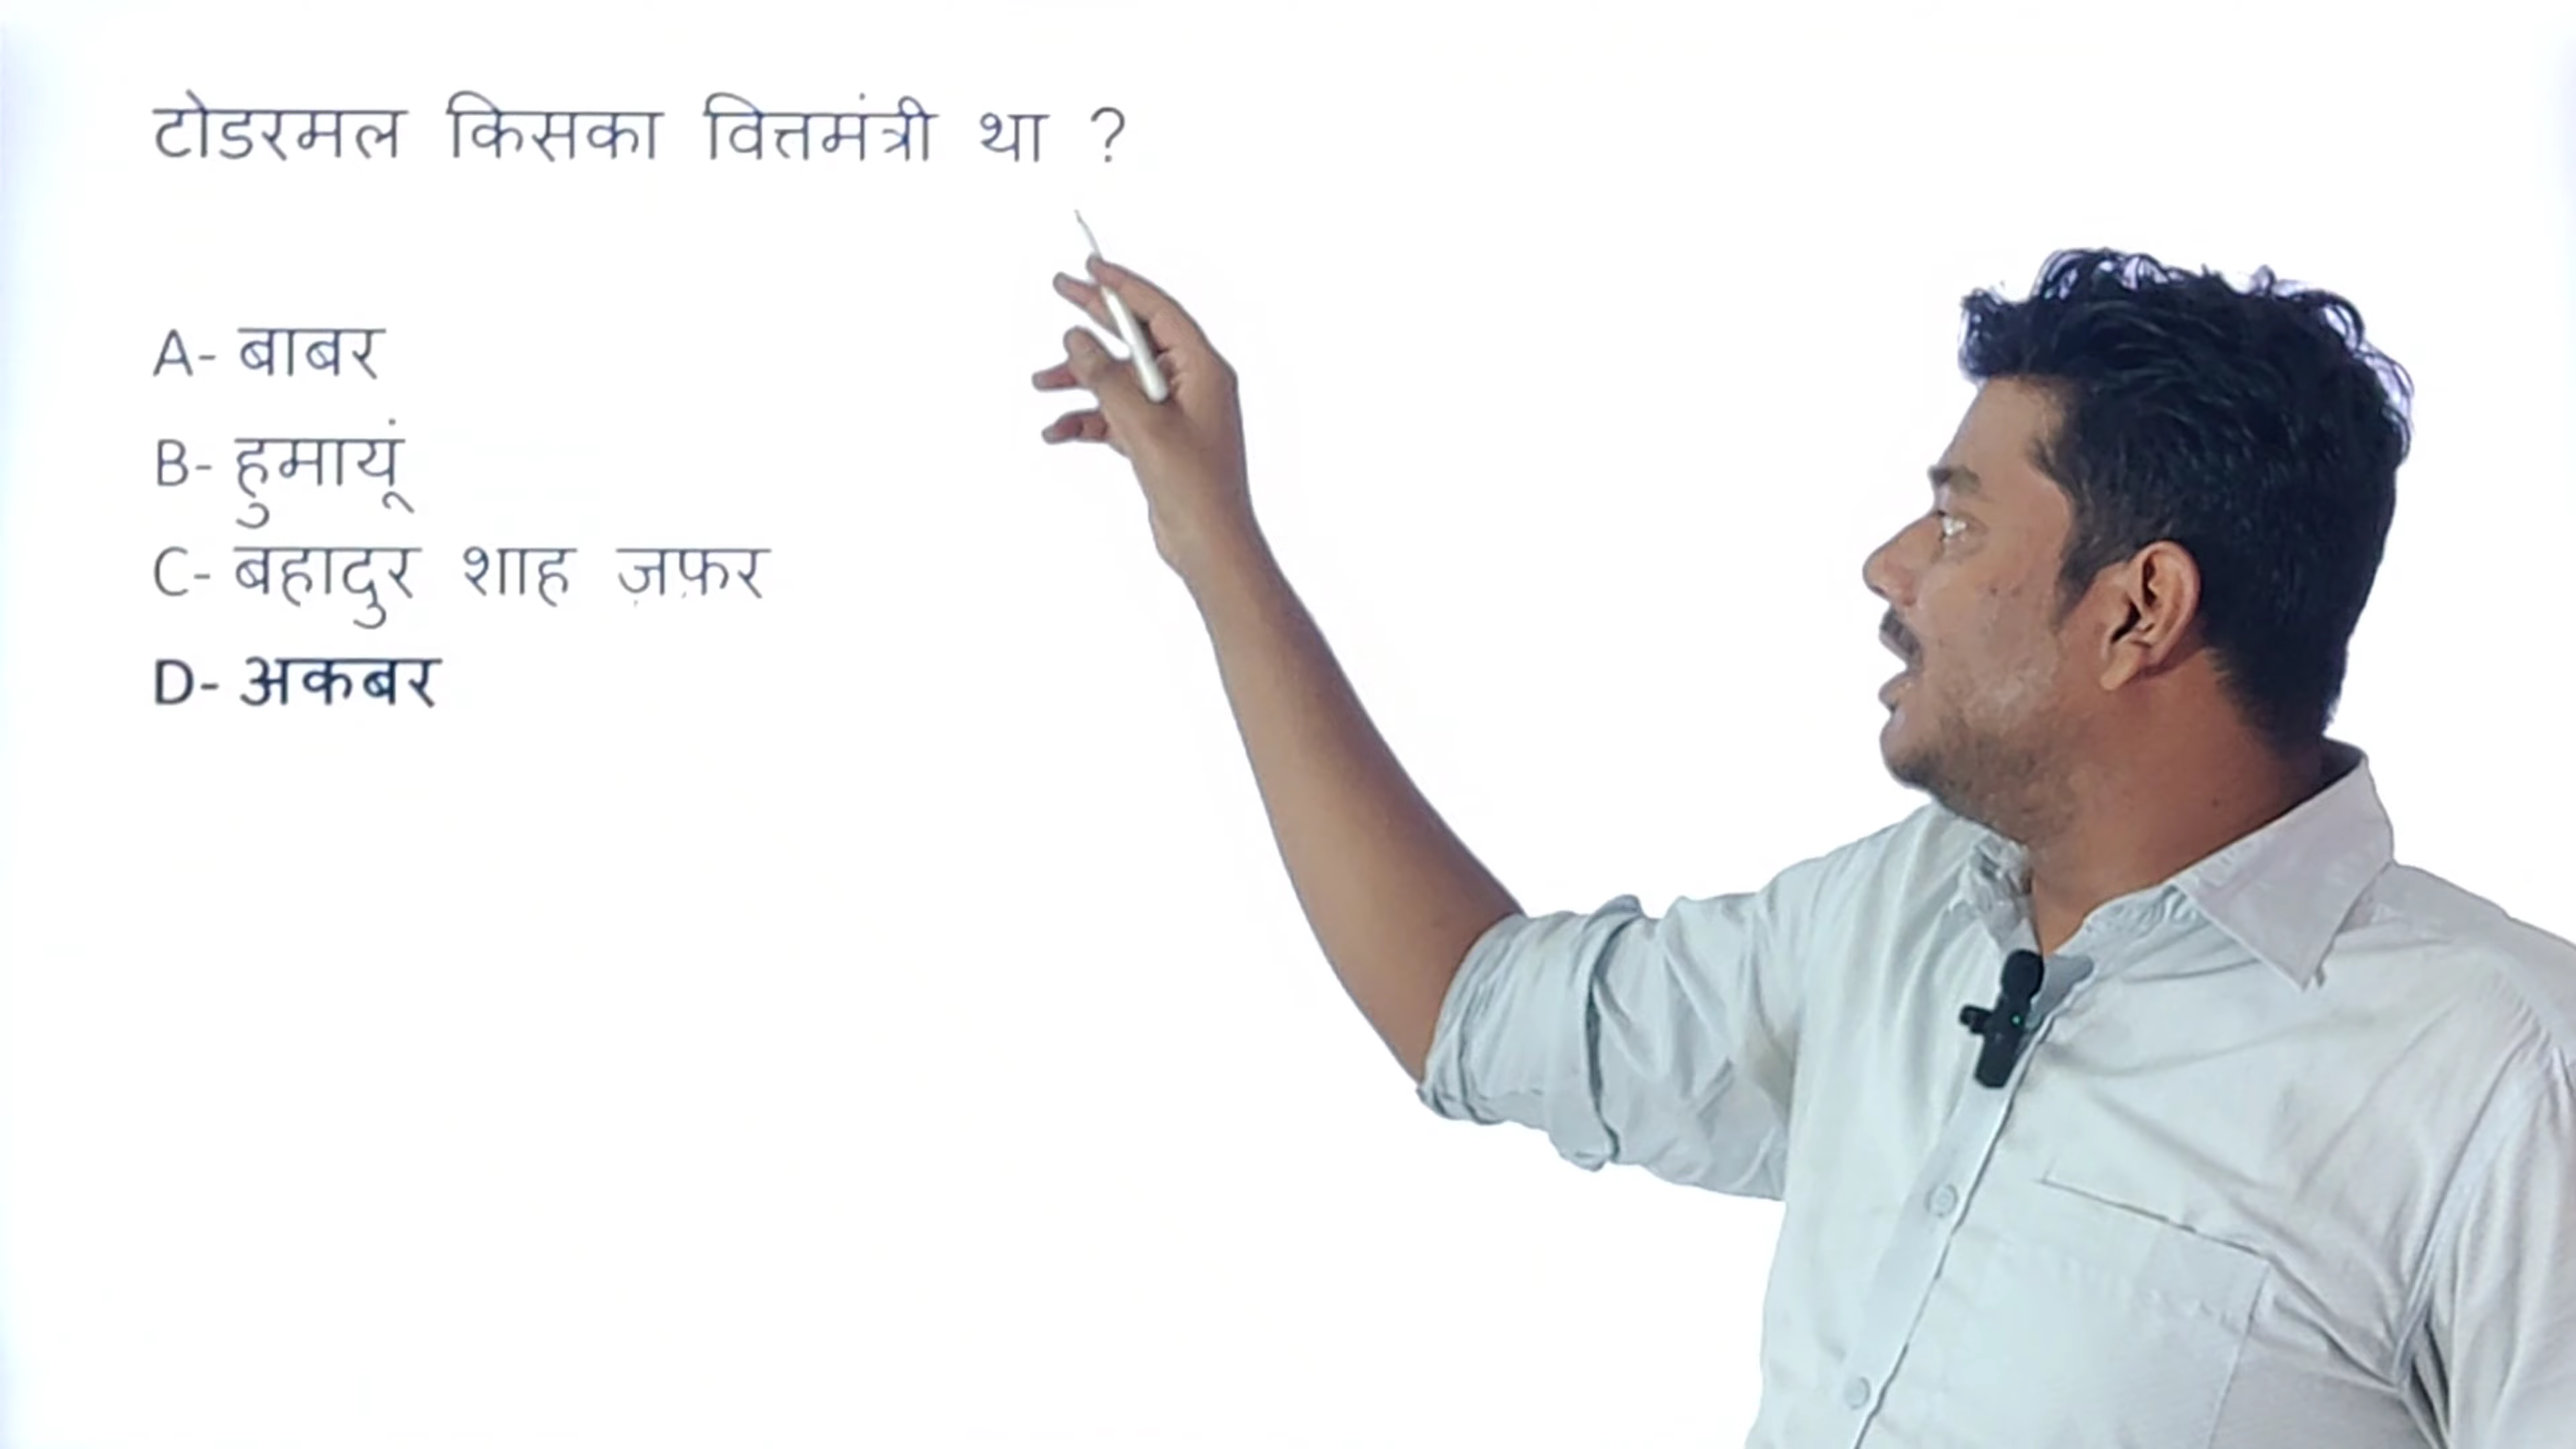 टोडरमल किसका वित्तमंत्री था ?
A- बाबर
B- हुमायूं
C- बहादुर शाह ज़फ़र
D- अकबर